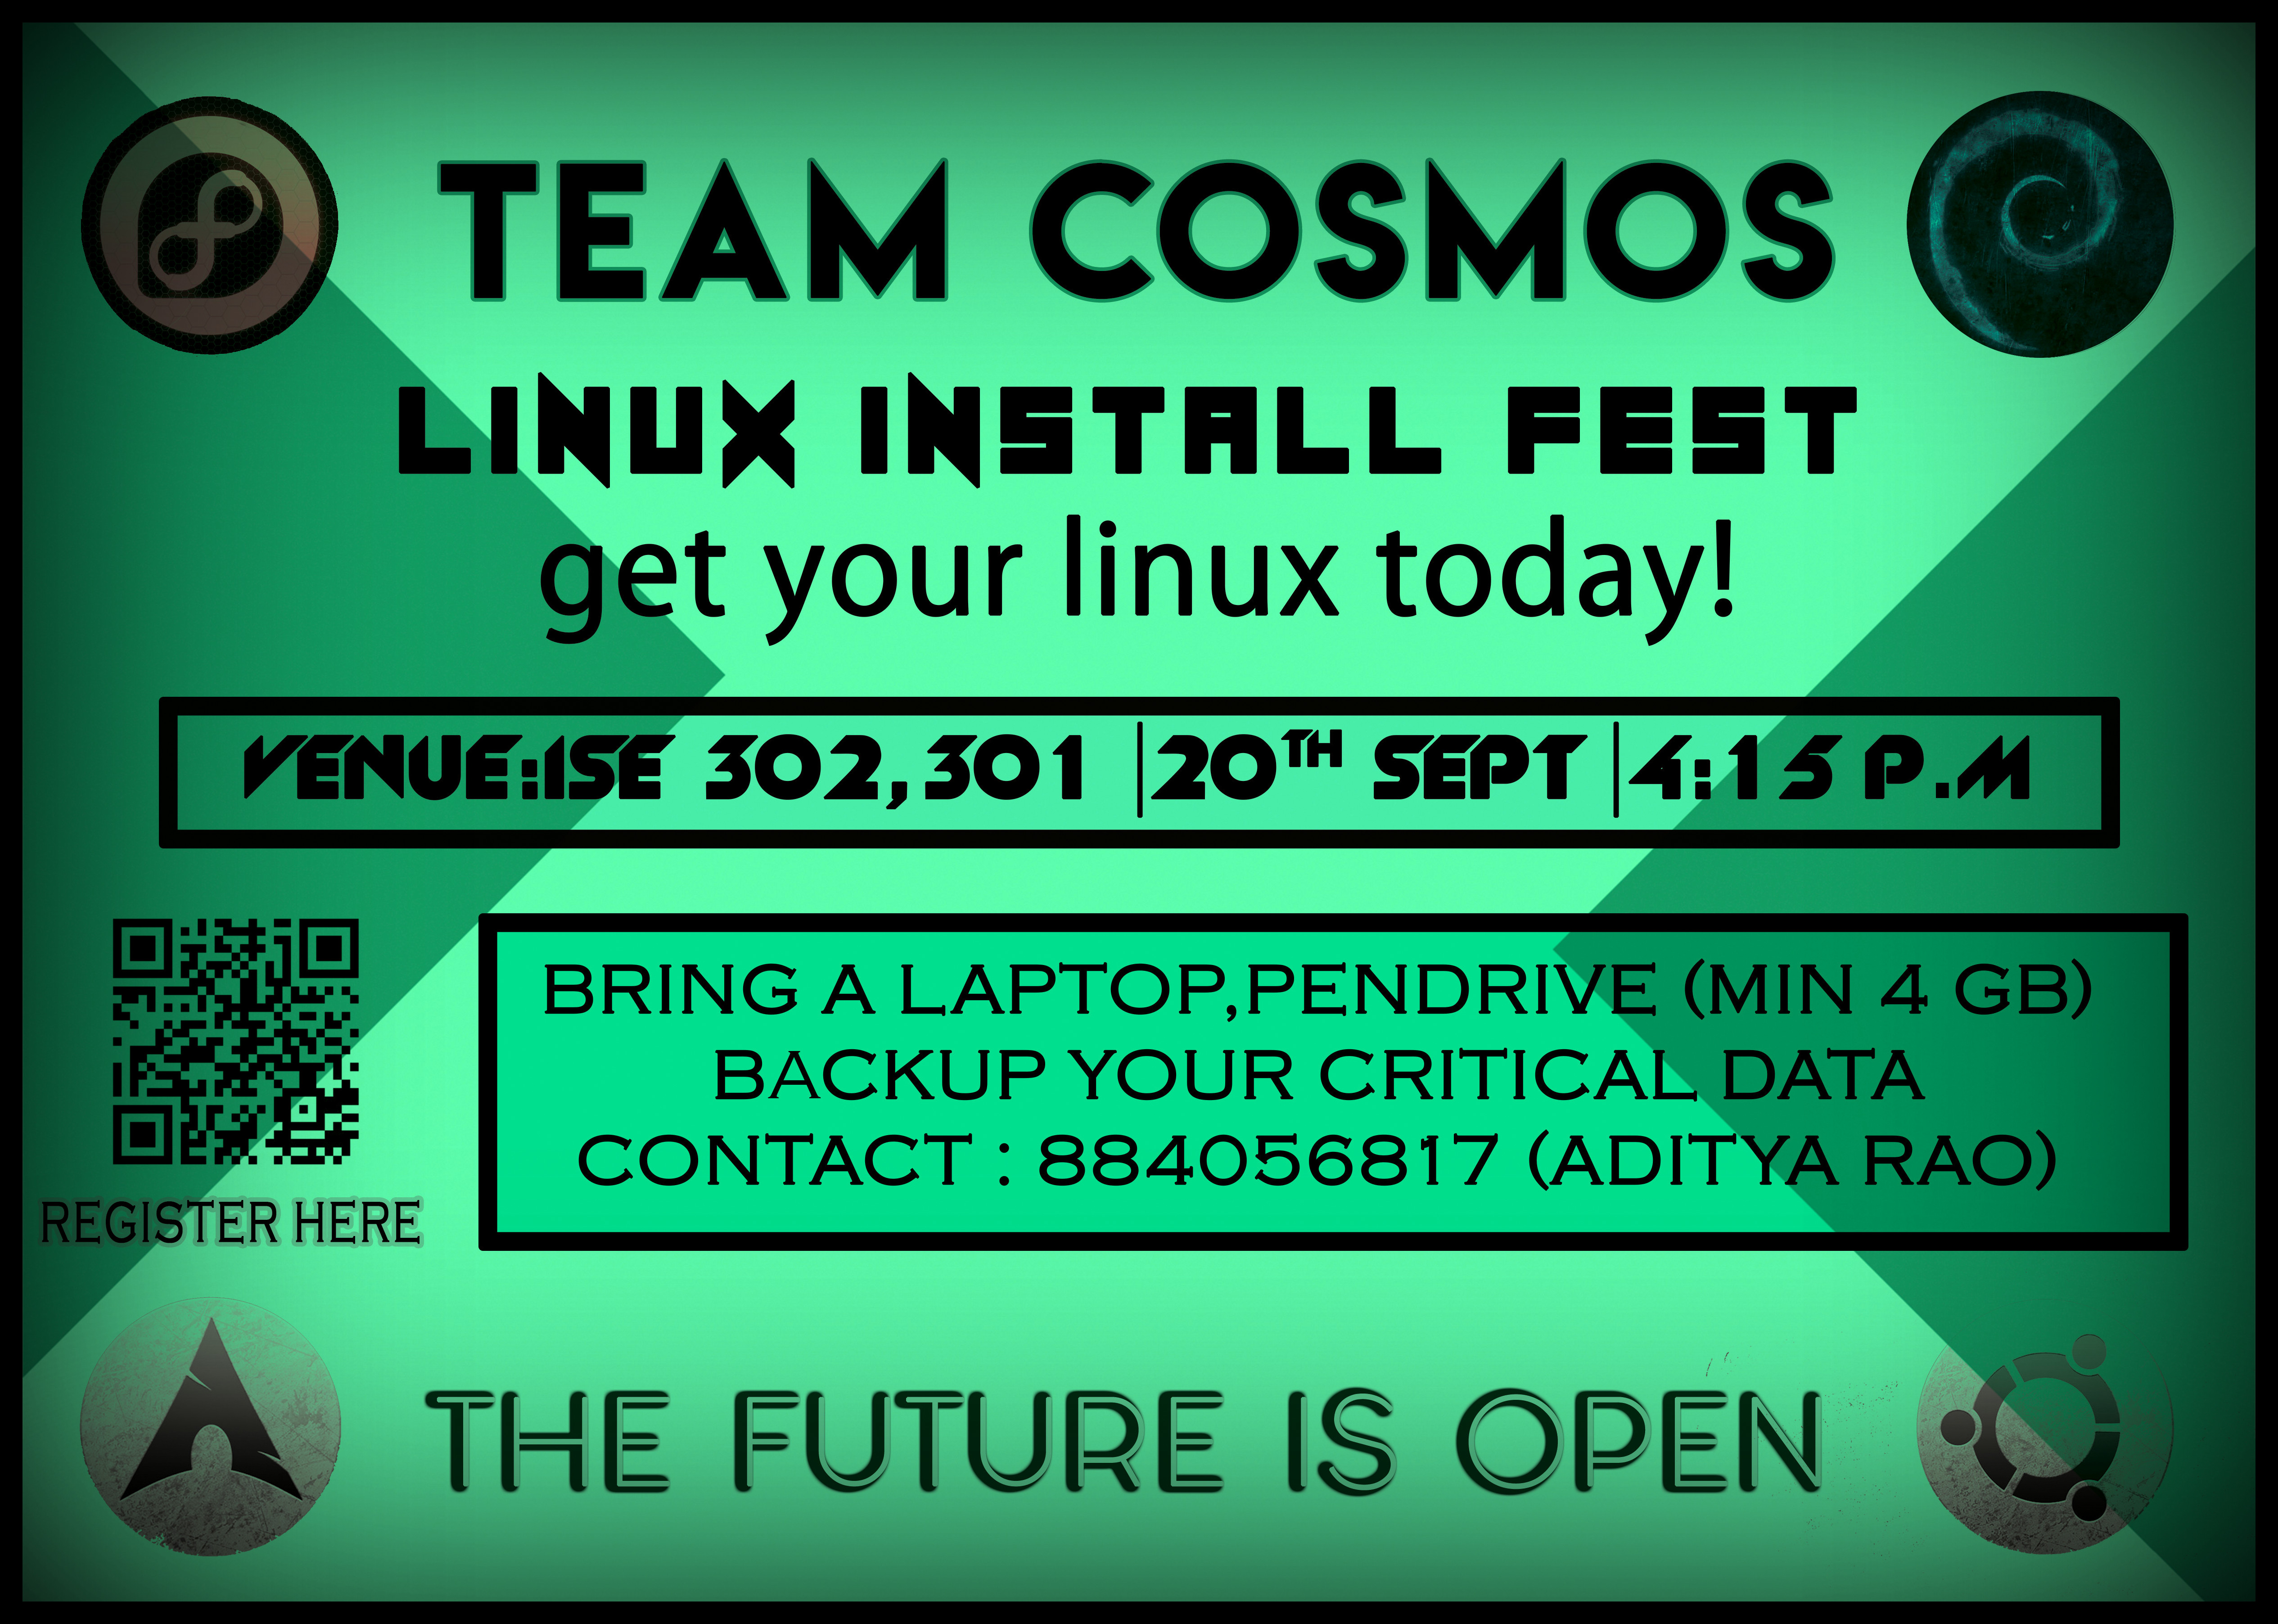 TEAM COSMOS
LINUX INSTALL FEST
get your linux today!
VENUE:ISE 302,301 |20TH SEPT |4:15 P.M
BRING A LAPTOP,PENDRIVE (MIN 4 GB)
BACKUP YOUR CRITICAL DATA
CONTACT : 884056817 (ADITYA RAO)
REGISTER HERE
THE FUTURE IS OPEN